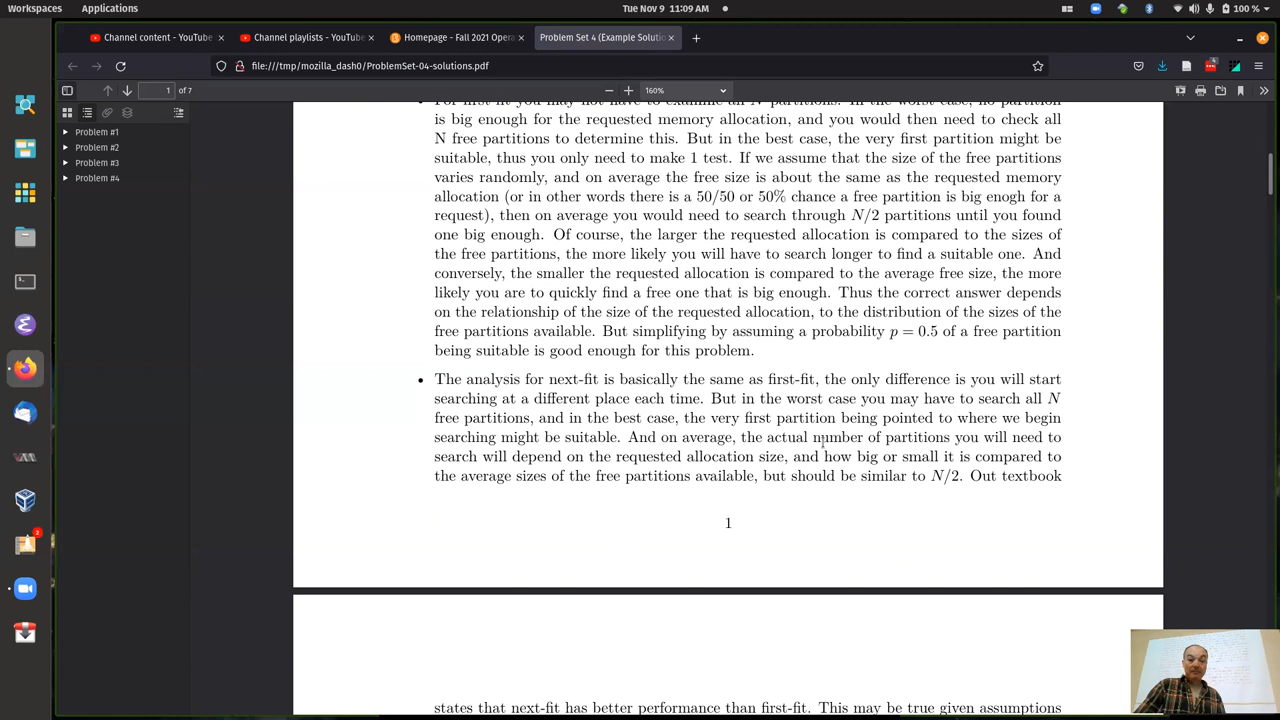 Workspaces Applications
Tue Nov 9 11:09 AM
100 %
Channel content - YouTube
Channel playlists - YouTube
Homepage - Fall 2021 Opera
Problem Set 4 (Example Solutio
file:///tmp/mozilla_dash0/ProblemSet-04-solutions.pdf
1 of 7
160%
Problem #1
Problem #2
Problem #3
Problem #4
For first fit you may not have to examine all N partitions. In the worst case, no partition
is big enough for the requested memory allocation, and you would then need to check all
N free partitions to determine this. But in the best case, the very first partition might be
suitable, thus you only need to make 1 test. If we assume that the size of the free partitions
varies randomly, and on average the free size is about the same as the requested memory
allocation (or in other words there is a 50/50 or 50% chance a free partition is big enogh for a
request), then on average you would need to search through N/2 partitions until you found
one big enough. Of course, the larger the requested allocation is compared to the sizes of
the free partitions, the more likely you will have to search longer to find a suitable one. And
conversely, the smaller the requested allocation is compared to the average free size, the more
likely you are to quickly find a free one that is big enough. Thus the correct answer depends
on the relationship of the size of the requested allocation, to the distribution of the sizes of the
free partitions available. But simplifying by assuming a probability p = 0.5 of a free partition
being suitable is good enough for this problem.
• The analysis for next-fit is basically the same as first-fit, the only difference is you will start
searching at a different place each time. But in the worst case you may have to search all N
free partitions, and in the best case, the very first partition being pointed to where we begin
searching might be suitable. And on average, the actual number of partitions you will need to
search will depend on the requested allocation size, and how big or small it is compared to
the average sizes of the free partitions available, but should be similar to N/2. Out textbook
1
states that next-fit has better performance than first-fit. This may be true given assumptions